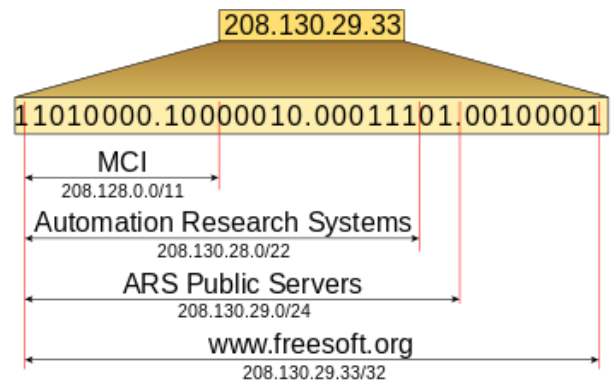 208.130.29.33
11010000.10000010.00011101.00100001
MCI
208.128.0.0/11
Automation Research Systems
208.130.28.0/22
ARS Public Servers
208.130.29.0/24
www.freesoft.org
208.130.29.33/32